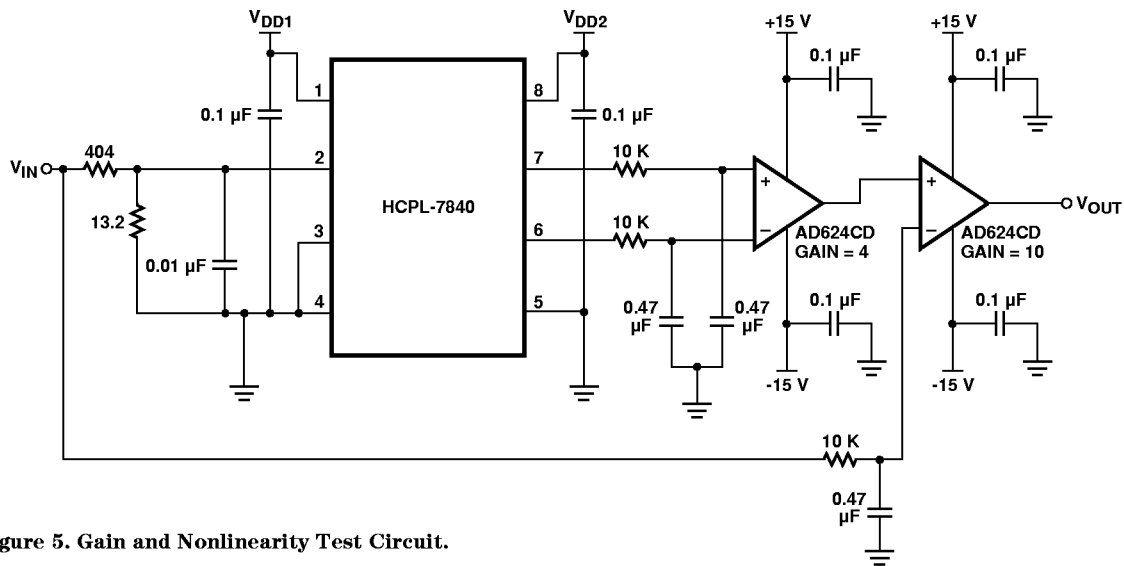 VDD1
VDD2
+15 V
+15 V
0.1 µF
0.1 µF
1
8
0.1 µF
0.1 µF
404
2
7
10 K
VIN
+
+
HCPL-7840
VOUT
13.2
3
6
10 K
–
–
AD624CD
GAIN = 4
AD624CD
GAIN = 10
0.01 µF
4
5
0.47
µF
0.47
µF
0.1 µF
0.1 µF
-15 V
-15 V
10 K
0.47
µF
gure 5. Gain and Nonlinearity Test Circuit.